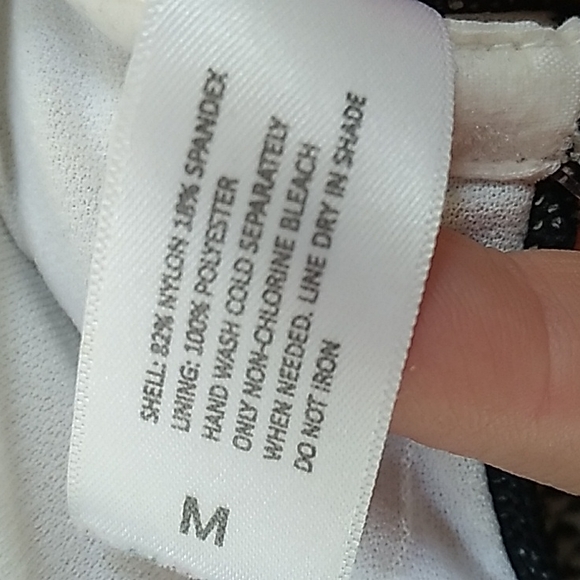 SHELL: 82% NYLON 18% SPANDEX
LINING: 100% POLYESTER
HAND WASH COLD SEPARATELY
ONLY NON-CHLORINE BLEACH
WHEN NEEDED. LINE DRY IN SHADE
DO NOT IRON
M